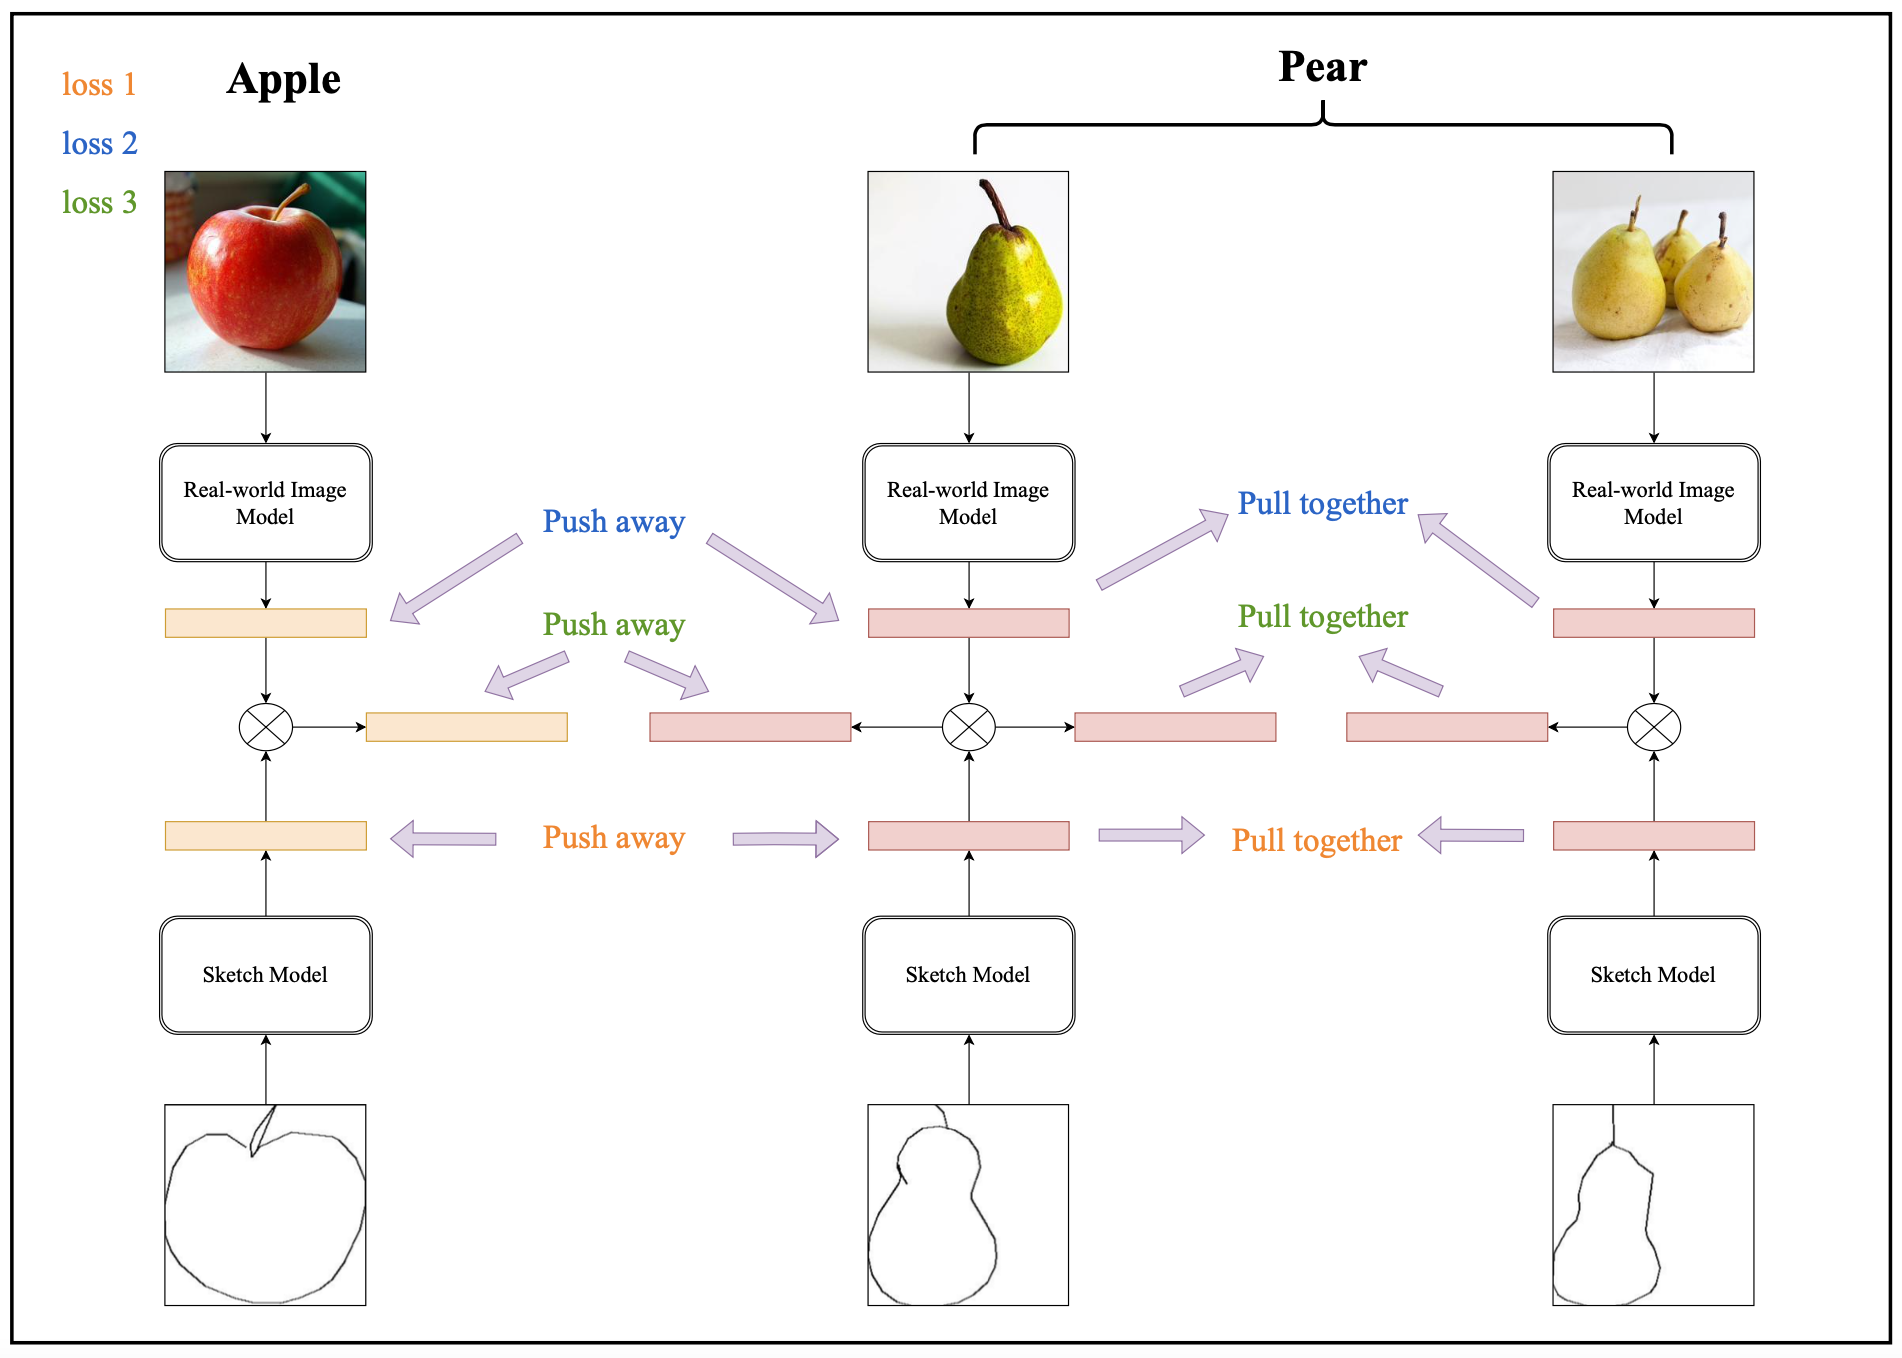 loss 1
loss 2
loss 3
Apple
Pear
Real-world Image
Model
Real-world Image
Model
Real-world Image
Model
Push away
Pull together
Push away
Pull together
Push away
Pull together
Sketch Model
Sketch Model
Sketch Model